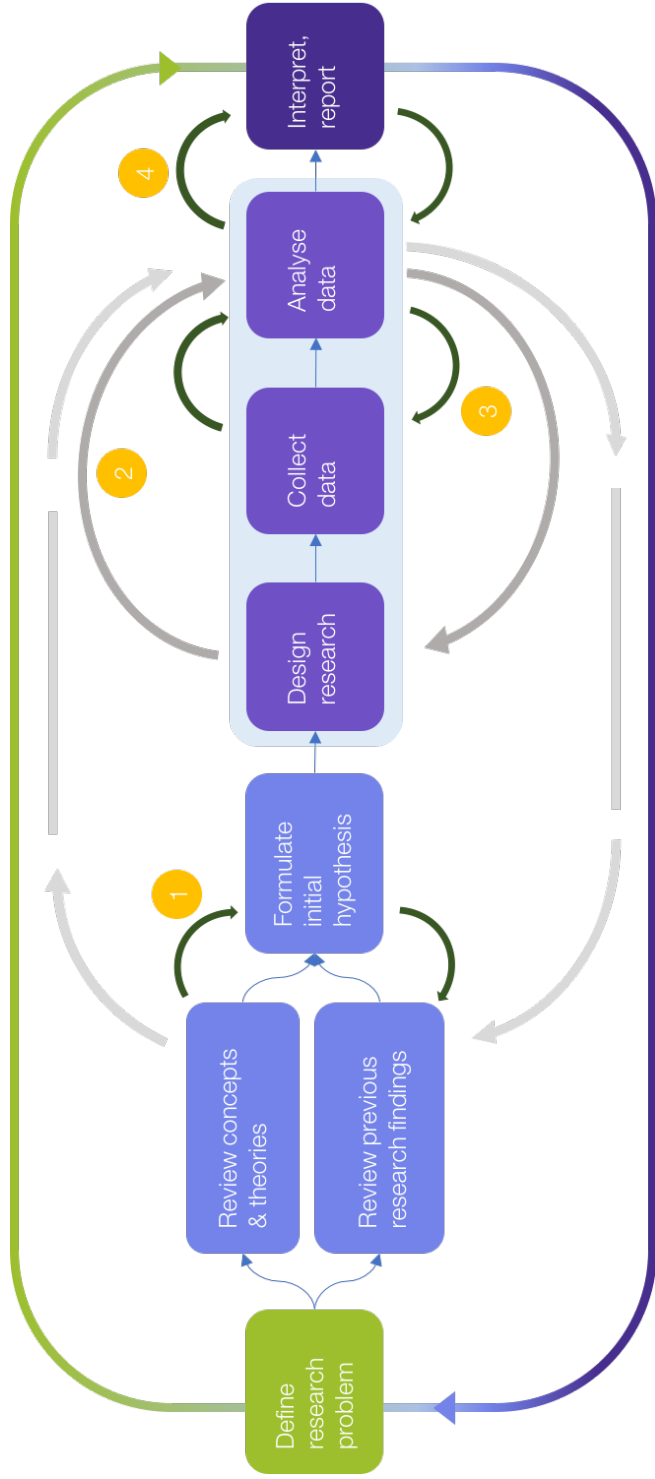 Define
research
problem
Review concepts
& theories
Review previous
research findings
1
Formulate
initial
hypothesis
Design
research
2
Collect
data
3
Analyse
data
4
Interpret,
report